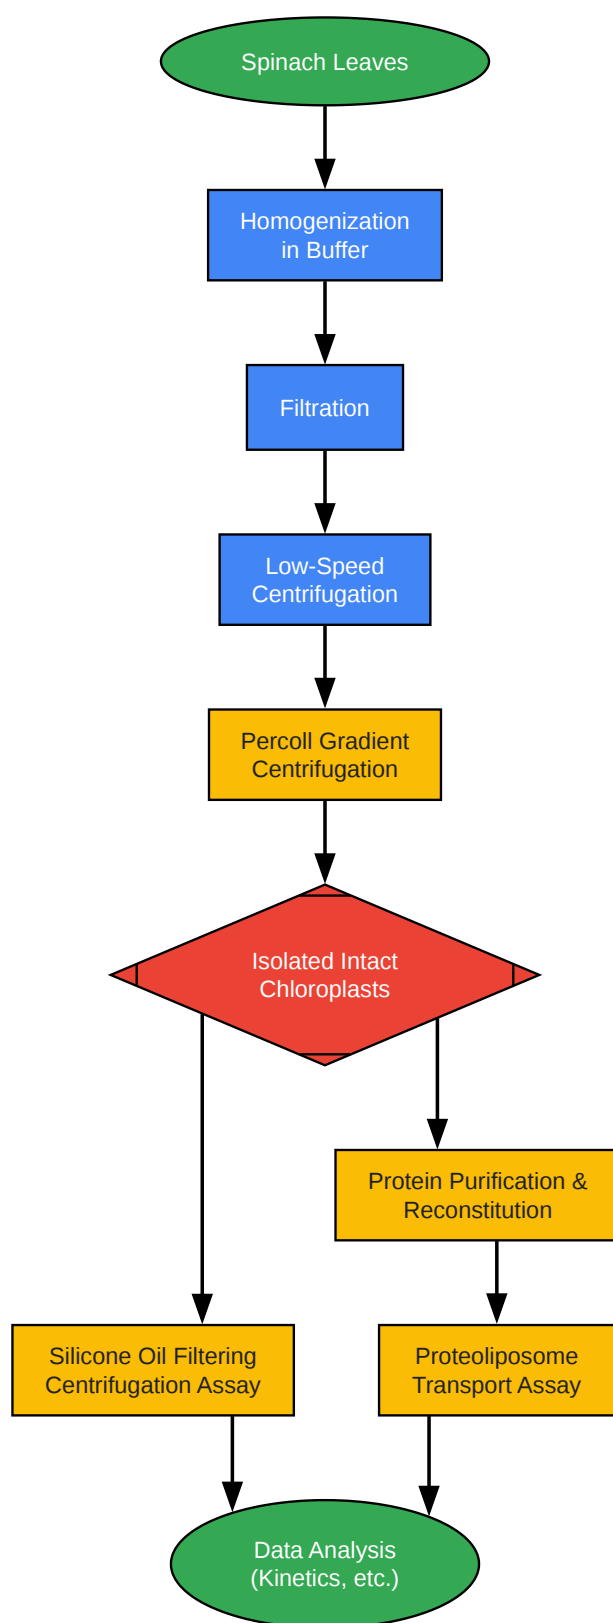 Spinach Leaves
Homogenization
in Buffer
Filtration
Low-Speed
Centrifugation
Percoll Gradient
Centrifugation
Isolated Intact
Chloroplasts
Protein Purification &
Reconstitution
Silicone Oil Filtering
Centrifugation Assay
Proteoliposome
Transport Assay
Data Analysis
(Kinetics, etc.)